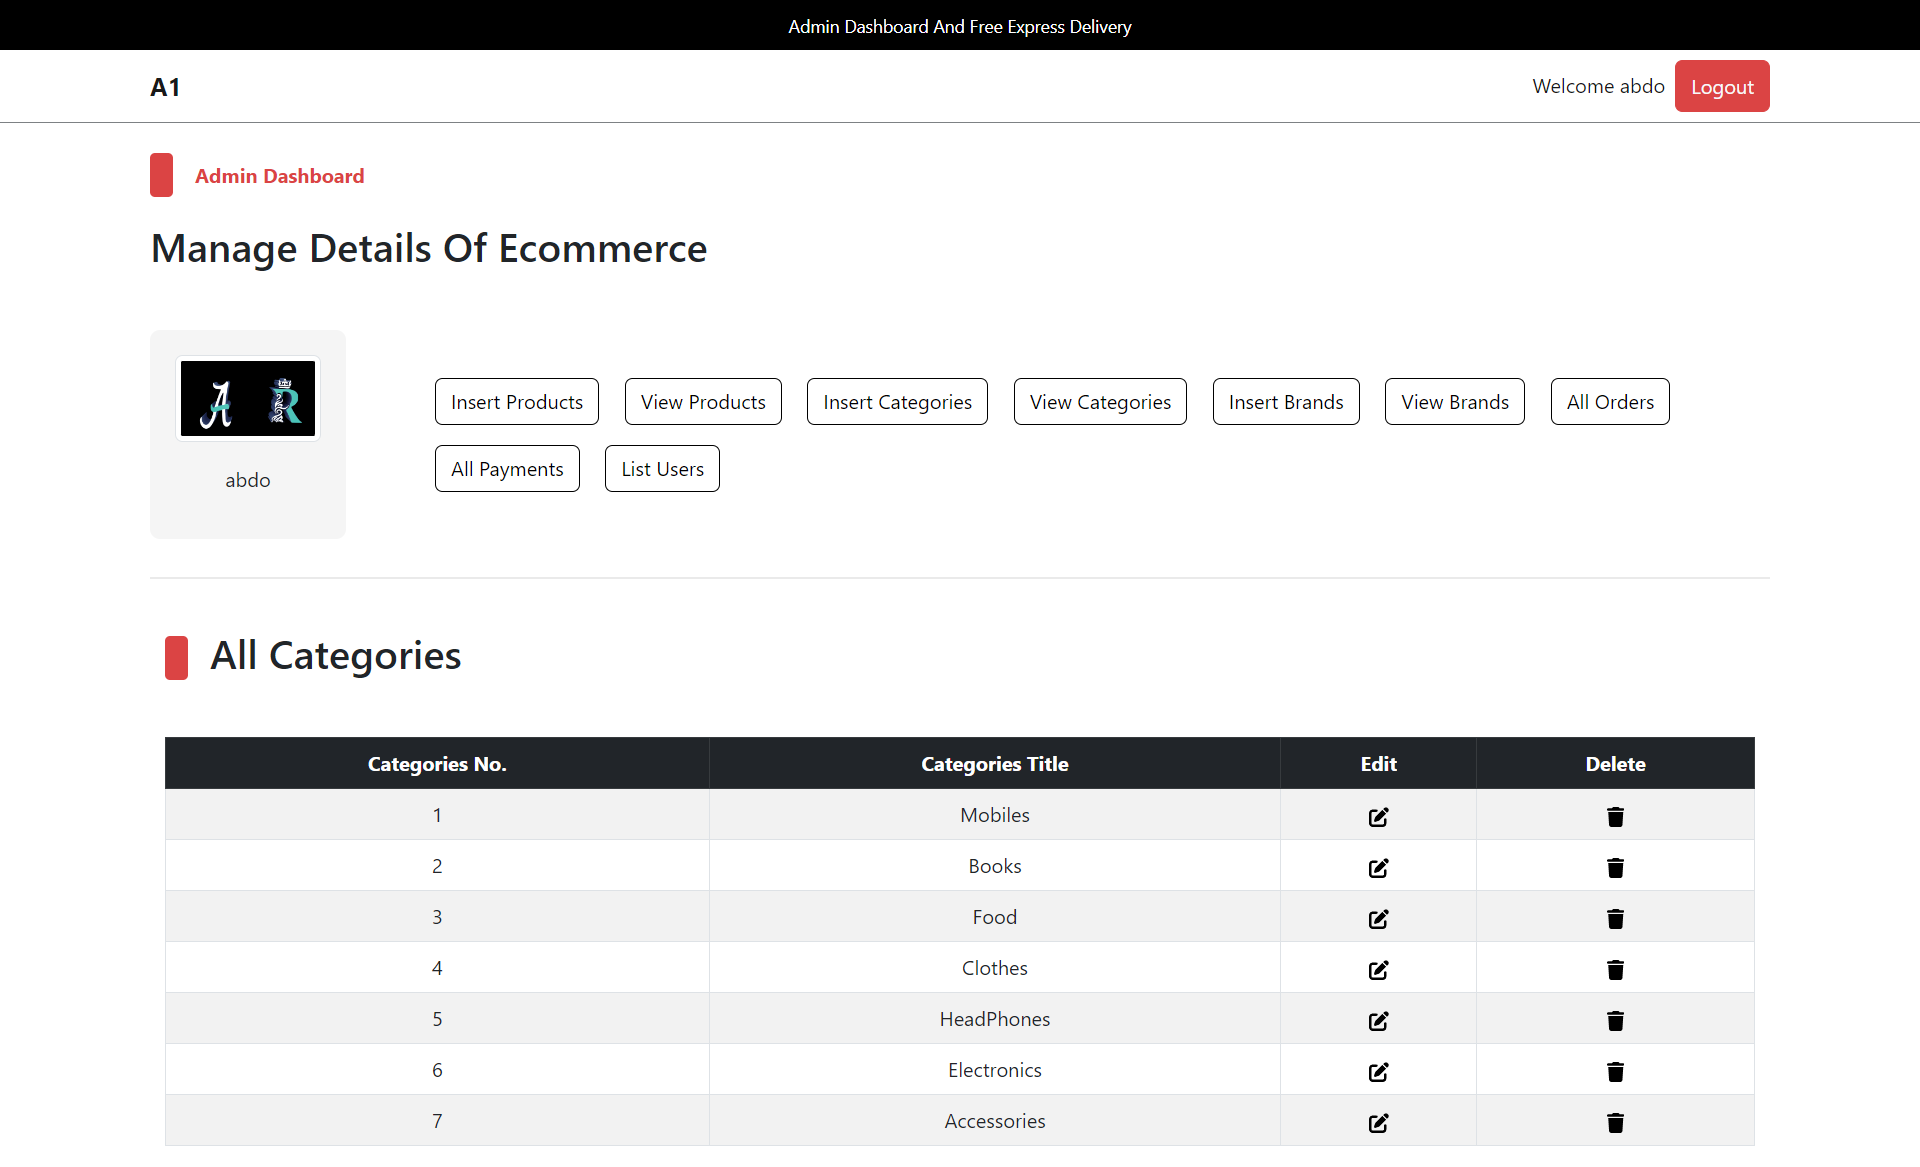 Admin Dashboard And Free Express Delivery
A1
Welcome abdo Logout
Admin Dashboard
Manage Details Of Ecommerce
A R
Insert Products View Products Insert Categories View Categories Insert Brands View Brands All Orders
All Payments List Users
abdo
All Categories
Categories No. Categories Title Edit Delete
1 Mobiles
2 Books
3 Food
4 Clothes
5 HeadPhones
6 Electronics
7 Accessories